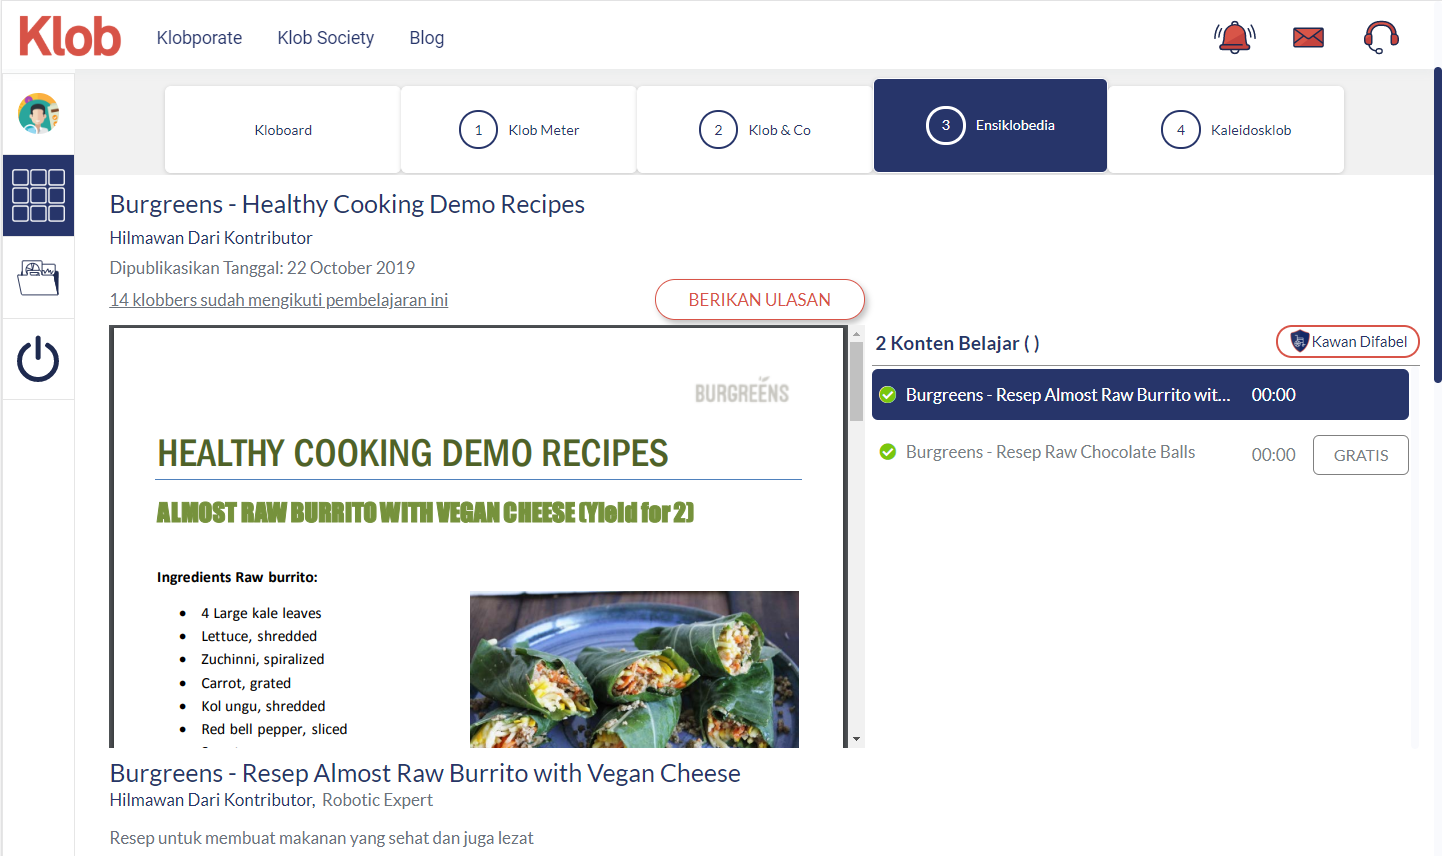 Klob
Klobporate
Klob Society
Blog
Kloboard
1 Klob Meter
2 Klob & Co
3 Ensiklobedia
4 Kaleidosklob
Burgreens - Healthy Cooking Demo Recipes
Hilmawan Dari Kontributor
Dipublikasikan Tanggal: 22 October 2019
14 klobbers sudah mengikuti pembelajaran ini
BERIKAN ULASAN
BURGREENS
HEALTHY COOKING DEMO RECIPES
ALMOST RAW BURRITO WITH VEGAN CHEESE (Yield for 2)
Ingredients Raw burrito:
• 4 Large kale leaves
• Lettuce, shredded
• Zuchinni, spiralized
• Carrot, grated
• Kol ungu, shredded
• Red bell pepper, sliced
2 Konten Belajar ( )
Kawan Difabel
Burgreens - Resep Almost Raw Burrito wit... 00:00
Burgreens - Resep Raw Chocolate Balls 00:00 GRATIS
Burgreens - Resep Almost Raw Burrito with Vegan Cheese
Hilmawan Dari Kontributor, Robotic Expert
Resep untuk membuat makanan yang sehat dan juga lezat